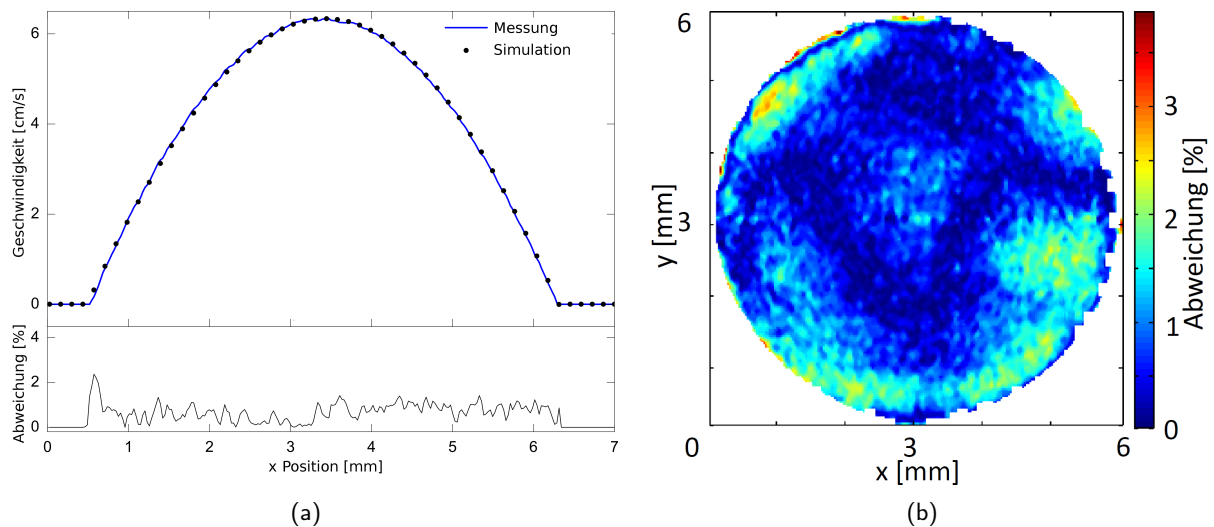 6
4
2
0
Geschwindigkeit [cm/s]
Messung
Simulation
4
2
0
Abweichung [%]
0 1 2 3 4 5 6 7
x Position [mm]
(a)
6
3
y [mm]
0 3 6
x [mm]
3
2
1
0
Abweichung [%]
(b)